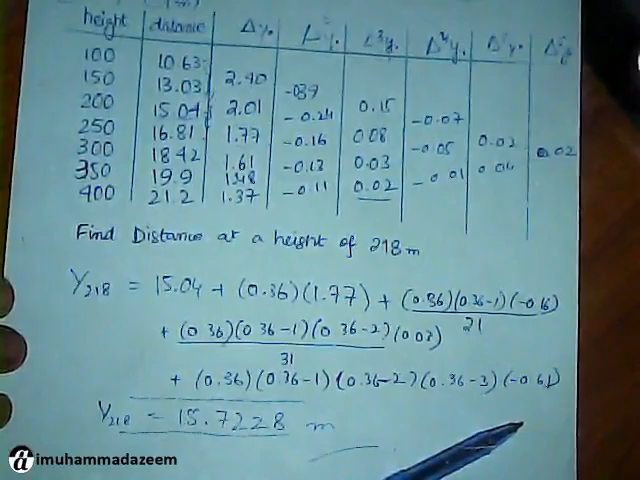 height distance Δy. Δ²y. Δ³y. Δ⁴y. Δ⁵y. Δ⁶y
100 10.63
2.40
150 13.03 -0.39
2.01 0.15
200 15.04 -0.24 -0.07
1.77 0.08 0.02
250 16.81 -0.16 -0.05 0.02
1.61 0.03 0.04
300 18.42 -0.13 -0.01
1.48 0.02
350 19.9 -0.11
1.37
400 21.2
Find Distance at a height of 218m
Y218 = 15.04 + (0.36)(1.77) + (0.36)(0.36-1)(-0.16)
2!
+ (0.36)(0.36-1)(0.36-2)(0.03)
3!
+ (0.36)(0.36-1)(0.36-2)(0.36-3)(-0.01)
Y218 = 15.7228 m
imuhammadazeem